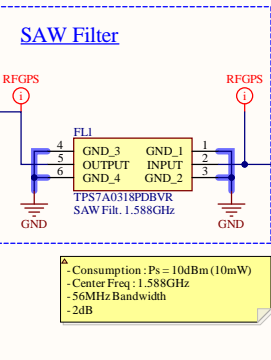 SAW Filter
RFGPS RFGPS
i i
FL1
4 GND_3 GND_1 1
5 OUTPUT INPUT 2
6 GND_4 GND_2 3
TPS7A0318PDBVR
SAW Filt. 1.588GHz
GND GND
- Consumption : Ps = 10dBm (10mW)
- Center Freq : 1.588GHz
- 56MHz Bandwidth
- 2dB